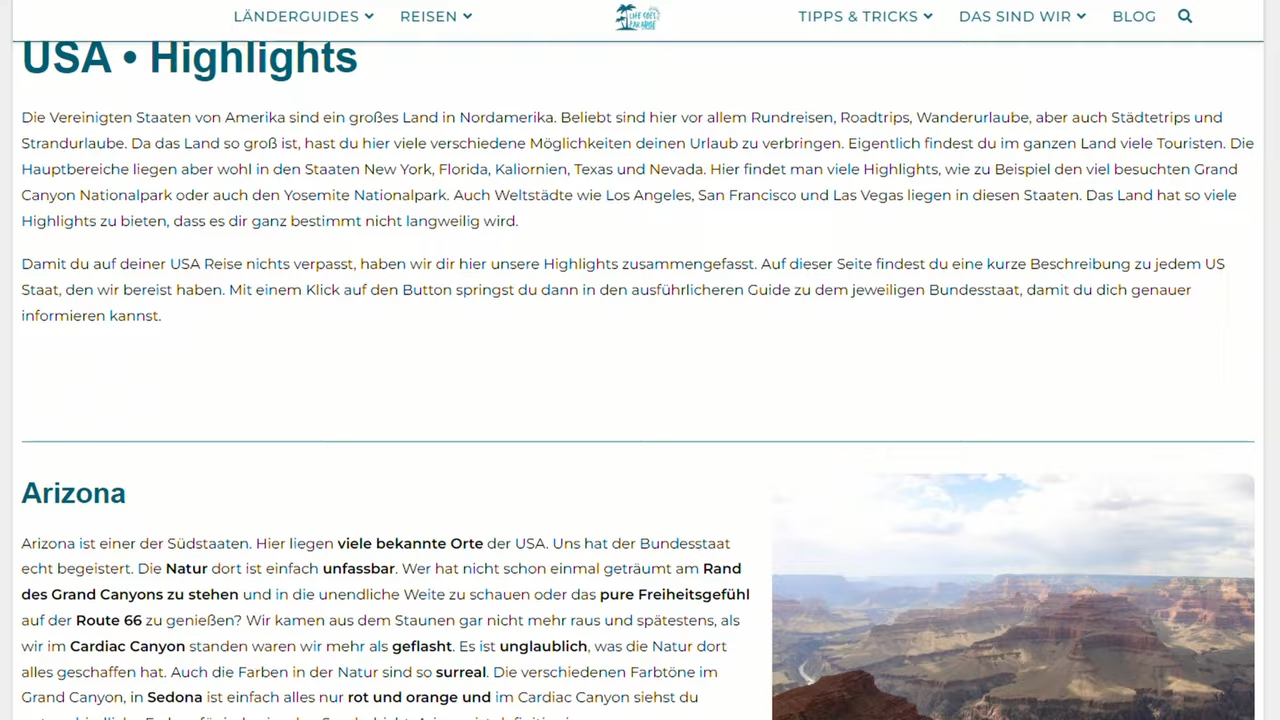 LÄNDERGUIDES
REISEN
LIFE GOES PARADISE
TIPPS & TRICKS
DAS SIND WIR
BLOG
USA • Highlights
Die Vereinigten Staaten von Amerika sind ein großes Land in Nordamerika. Beliebt sind hier vor allem Rundreisen, Roadtrips, Wanderurlaube, aber auch Städtetrips und
Strandurlaube. Da das Land so groß ist, hast du hier viele verschiedene Möglichkeiten deinen Urlaub zu verbringen. Eigentlich findest du im ganzen Land viele Touristen. Die
Hauptbereiche liegen aber wohl in den Staaten New York, Florida, Kaliornien, Texas und Nevada. Hier findet man viele Highlights, wie zu Beispiel den viel besuchten Grand
Canyon Nationalpark oder auch den Yosemite Nationalpark. Auch Weltstädte wie Los Angeles, San Francisco und Las Vegas liegen in diesen Staaten. Das Land hat so viele
Highlights zu bieten, dass es dir ganz bestimmt nicht langweilig wird.
Damit du auf deiner USA Reise nichts verpasst, haben wir dir hier unsere Highlights zusammengefasst. Auf dieser Seite findest du eine kurze Beschreibung zu jedem US
Staat, den wir bereist haben. Mit einem Klick auf den Button springst du dann in den ausführlicheren Guide zu dem jeweiligen Bundesstaat, damit du dich genauer
informieren kannst.
Arizona
Arizona ist einer der Südstaaten. Hier liegen viele bekannte Orte der USA. Uns hat der Bundesstaat
echt begeistert. Die Natur dort ist einfach unfassbar. Wer hat nicht schon einmal geträumt am Rand
des Grand Canyons zu stehen und in die unendliche Weite zu schauen oder das pure Freiheitsgefühl
auf der Route 66 zu genießen? Wir kamen aus dem Staunen gar nicht mehr raus und spätestens, als
wir im Cardiac Canyon standen waren wir mehr als geflasht. Es ist unglaublich, was die Natur dort
alles geschaffen hat. Auch die Farben in der Natur sind so surreal. Die verschiedenen Farbtöne im
Grand Canyon, in Sedona ist einfach alles nur rot und orange und im Cardiac Canyon siehst du